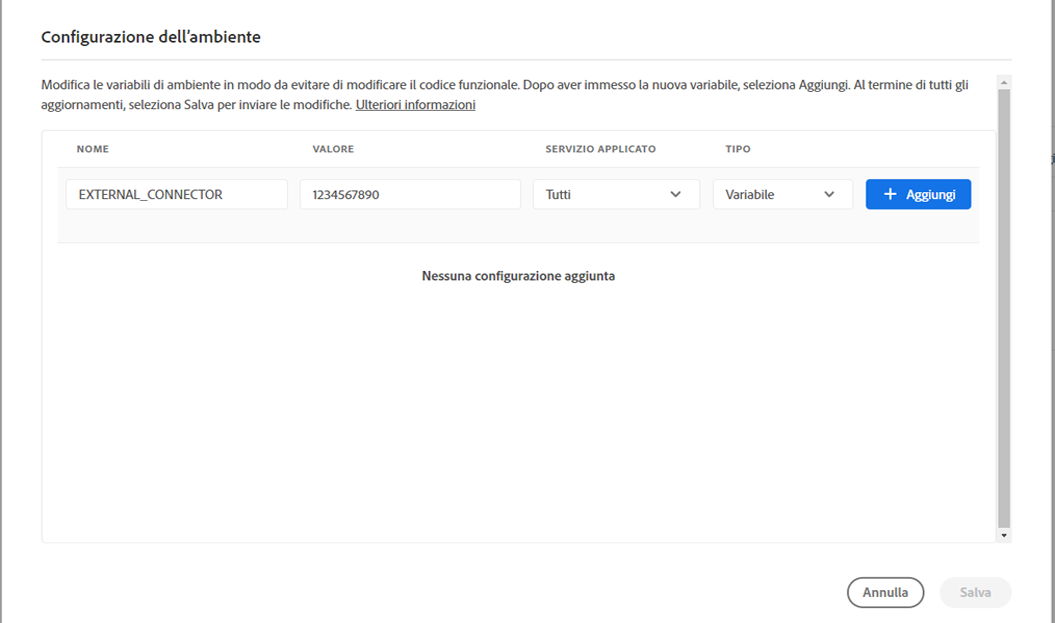 Configurazione dell’ambiente
Modifica le variabili di ambiente in modo da evitare di modificare il codice funzionale. Dopo aver immesso la nuova variabile, seleziona Aggiungi. Al termine di tutti gli
aggiornamenti, seleziona Salva per inviare le modifiche. Ulteriori informazioni
NOME VALORE SERVIZIO APPLICATO TIPO
EXTERNAL_CONNECTOR 1234567890 Tutti Variabile + Aggiungi
Nessuna configurazione aggiunta
Annulla Salva